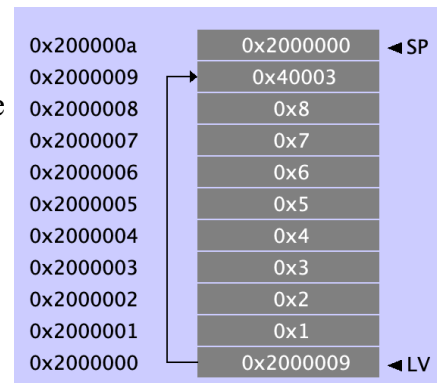 0x200000a 0x2000000 ◄SP
0x2000009 0x40003
e 0x2000008 0x8
0x2000007 0x7
0x2000006 0x6
0x2000005 0x5
0x2000004 0x4
0x2000003 0x3
0x2000002 0x2
0x2000001 0x1
0x2000000 0x2000009 ◄LV